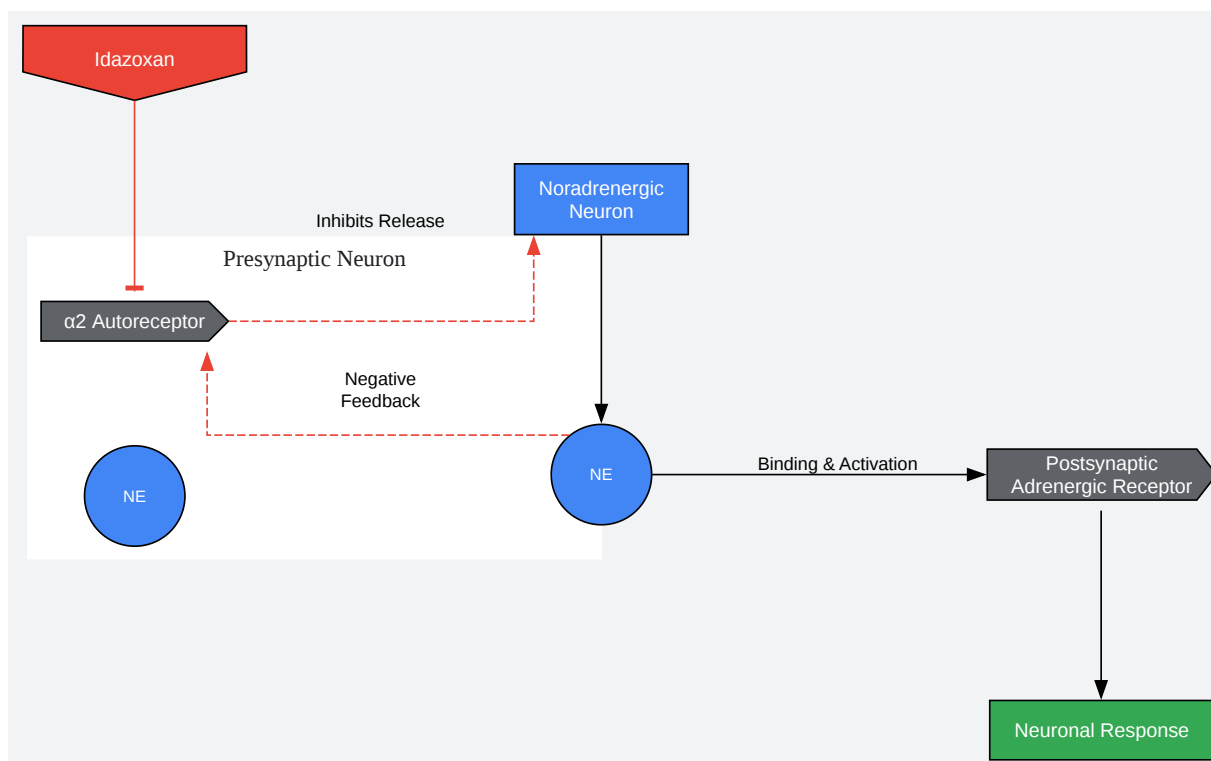 Idazoxan
Noradrenergic
Neuron
Inhibits Release
Presynaptic Neuron
α2 Autoreceptor
Negative
Feedback
NE
NE
Binding & Activation
Postsynaptic
Adrenergic Receptor
Neuronal Response